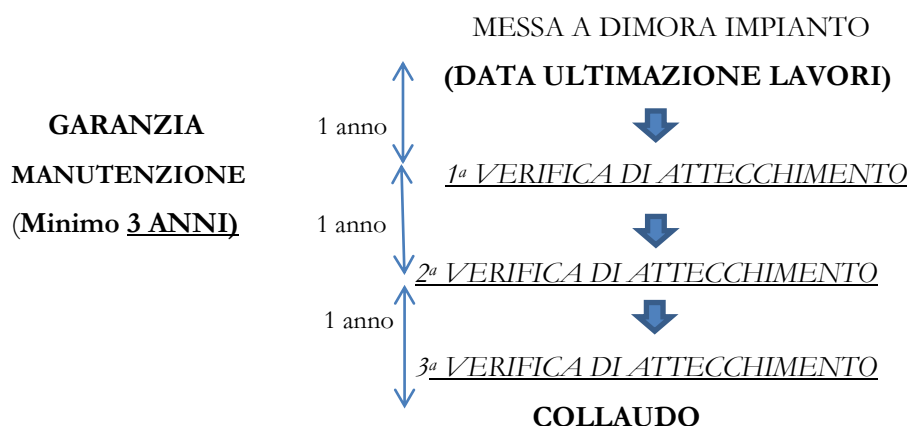 MESSA A DIMORA IMPIANTO
(DATA ULTIMAZIONE LAVORI)
GARANZIA
MANUTENZIONE
(Minimo 3 ANNI)
1 anno
1ª VERIFICA DI ATTECCHIMENTO
1 anno
2ª VERIFICA DI ATTECCHIMENTO
1 anno
3ª VERIFICA DI ATTECCHIMENTO
COLLAUDO